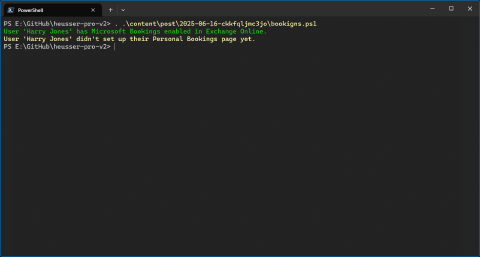 PowerShell
PS E:\GitHub\heusser-pro-v2> . .\content\post\2025-06-16-ckkfqljmc3jo\bookigns.ps1
User 'Harry Jones' has Microsoft Bookings enabled in Exchange Online.
User 'Harry Jones' didn't set up their Personal Bookings page yet.
PS E:\GitHub\heusser-pro-v2>